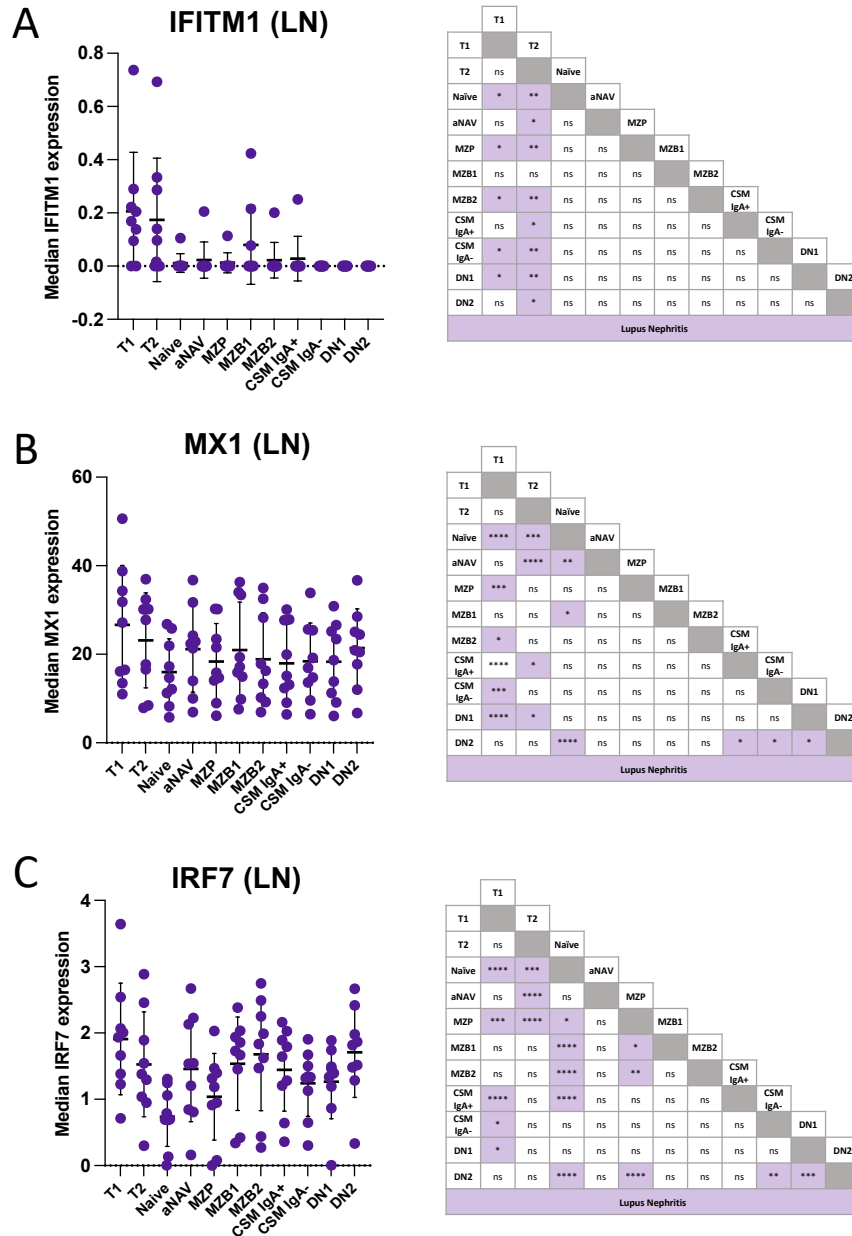 A
IFITM1 (LN)
Median IFITM1 expression
0.8
0.6
0.4
0.2
0.0
-0.2
T1 T2 Naive aNAV MZP MZB1 MZB2 CSM IgA+ CSM IgA- DN1 DN2
T1
T1 T2
T2 ns Naïve
Naïve * ** aNAV
aNAV ns * ns MZP
MZP * ** ns ns MZB1
MZB1 ns ns ns ns ns MZB2
MZB2 * ** ns ns ns ns CSM IgA+
CSM IgA+ ns * ns ns ns ns ns CSM IgA-
CSM IgA- * ** ns ns ns ns ns ns DN1
DN1 * ** ns ns ns ns ns ns ns DN2
DN2 ns * ns ns ns ns ns ns ns ns
Lupus Nephritis
B
MX1 (LN)
Median MX1 expression
60
40
20
0
T1 T2 Naive aNAV MZP MZB1 MZB2 CSM IgA+ CSM IgA- DN1 DN2
T1
T1 T2
T2 ns Naïve
Naïve **** *** aNAV
aNAV ns **** ** MZP
MZP *** ns ns ns MZB1
MZB1 ns ns * ns ns MZB2
MZB2 * ns ns ns ns ns CSM IgA+
CSM IgA+ **** * ns ns ns ns ns CSM IgA-
CSM IgA- *** ns ns ns ns ns ns ns DN1
DN1 **** * ns ns ns ns ns ns ns DN2
DN2 ns ns **** ns ns ns ns * * *
Lupus Nephritis
C
IRF7 (LN)
Median IRF7 expression
4
3
2
1
0
T1 T2 Naive aNAV MZP MZB1 MZB2 CSM IgA+ CSM IgA- DN1 DN2
T1
T1 T2
T2 ns Naïve
Naïve **** *** aNAV
aNAV ns **** ns MZP
MZP *** **** * ns MZB1
MZB1 ns ns **** ns * MZB2
MZB2 ns ns **** ns ** ns CSM IgA+
CSM IgA+ **** ns **** ns ns ns ns CSM IgA-
CSM IgA- * ns ns ns ns ns ns ns DN1
DN1 * ns ns ns ns ns ns ns ns DN2
DN2 ns ns **** ns **** ns ns ns ** ***
Lupus Nephritis